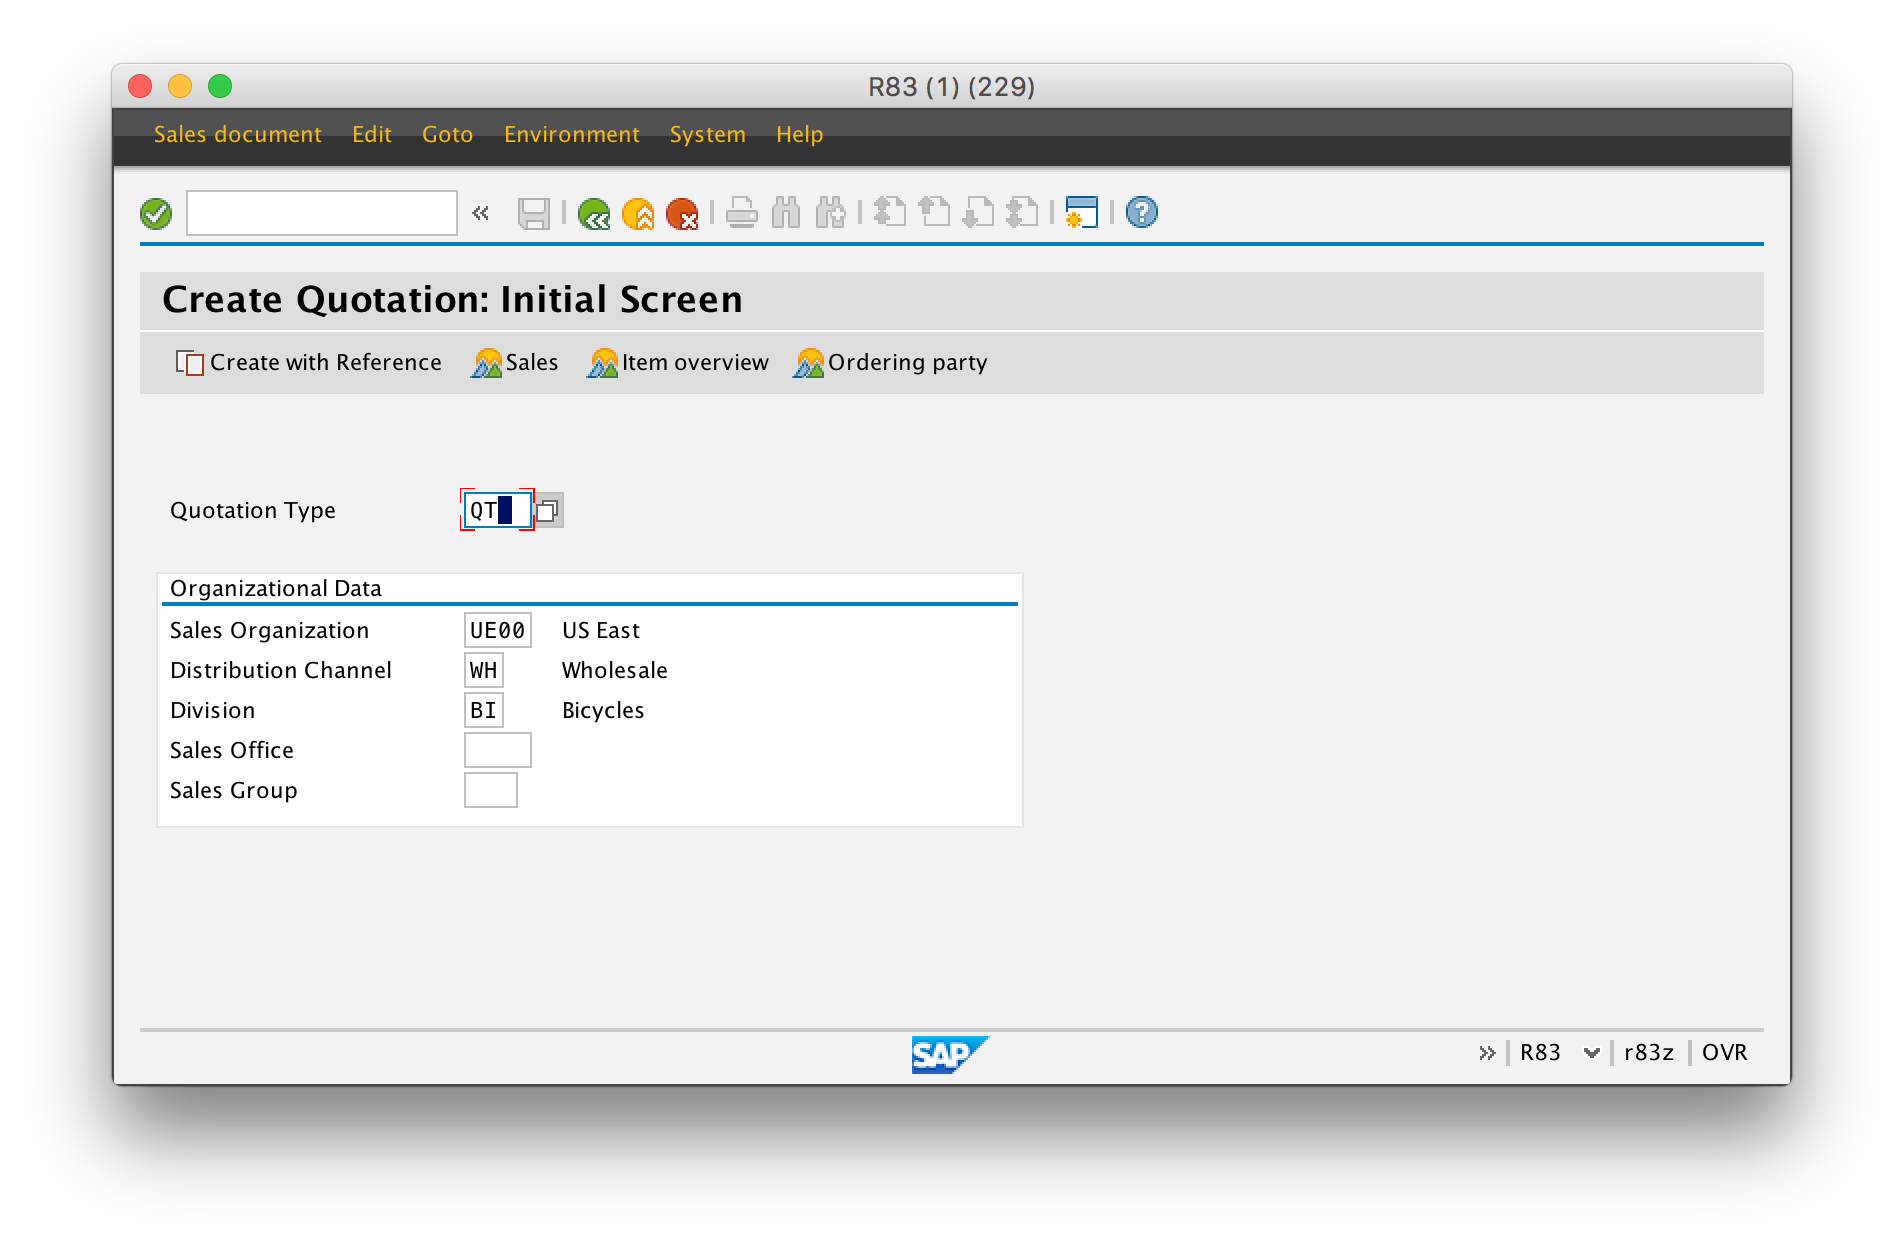 R83 (1) (229)
Sales document Edit Goto Environment System Help
Create Quotation: Initial Screen
Create with Reference Sales Item overview Ordering party
Quotation Type QT
Organizational Data
Sales Organization UE00 US East
Distribution Channel WH Wholesale
Division BI Bicycles
Sales Office
Sales Group
SAP R83 r83z OVR